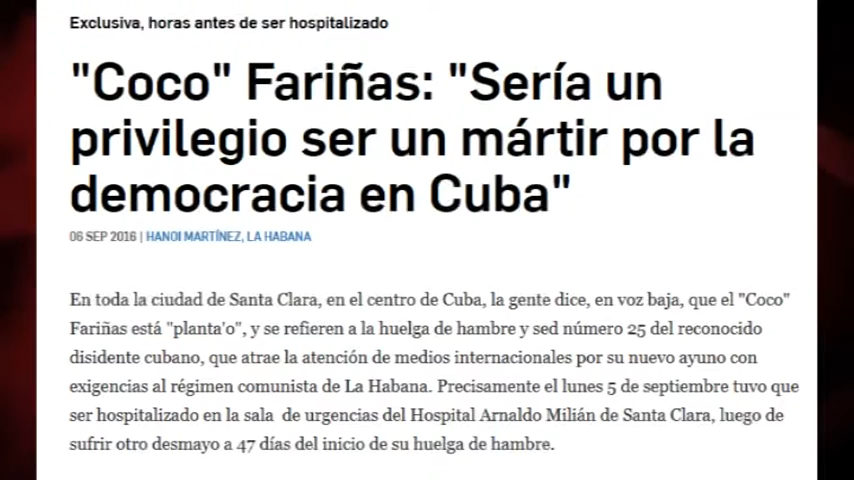 Exclusiva, horas antes de ser hospitalizado
"Coco" Fariñas: "Sería un
privilegio ser un mártir por la
democracia en Cuba"
06 SEP 2016 | HANOI MARTÍNEZ, LA HABANA
En toda la ciudad de Santa Clara, en el centro de Cuba, la gente dice, en voz baja, que el "Coco"
Fariñas está "planta'o", y se refieren a la huelga de hambre y sed número 25 del reconocido
disidente cubano, que atrae la atención de medios internacionales por su nuevo ayuno con
exigencias al régimen comunista de La Habana. Precisamente el lunes 5 de septiembre tuvo que
ser hospitalizado en la sala de urgencias del Hospital Arnaldo Milián de Santa Clara, luego de
sufrir otro desmayo a 47 días del inicio de su huelga de hambre.